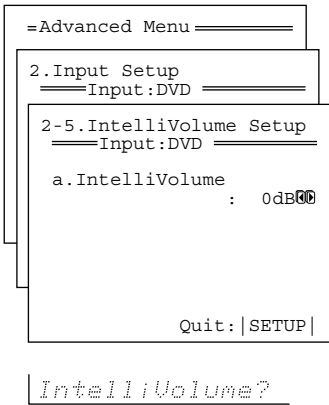 =Advanced Menu
2.Input Setup
Input:DVD
2-5.IntelliVolume Setup
Input:DVD
a.IntelliVolume
: 0dB
Quit:|SETUP|
IntelliVolume?